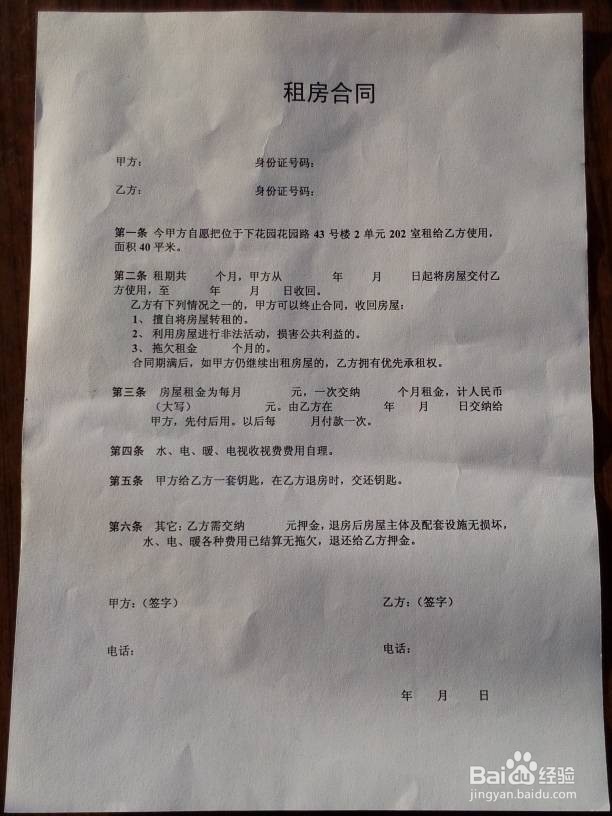 租房合同
甲方： 身份证号码：
乙方： 身份证号码：
第一条 今甲方自愿把位于下花园花园路 43 号楼 2 单元 202 室租给乙方使用，
面积 40 平米。
第二条 租期共 个月，甲方从 年 月 日起将房屋交付乙
方使用，至 年 月 日收回。
乙方有下列情况之一的，甲方可以终止合同，收回房屋：
1、 擅自将房屋转租的。
2、 利用房屋进行非法活动，损害公共利益的。
3、 拖欠租金 个月的。
合同期满后，如甲方仍继续出租房屋的，乙方拥有优先承租权。
第三条 房屋租金为每月 元，一次交纳 个月租金，计人民币
（大写） 元。由乙方在 年 月 日交纳给
甲方，先付后用。以后每 月付款一次。
第四条 水、电、暖、电视收视费费用自理。
第五条 甲方给乙方一套钥匙，在乙方退房时，交还钥匙。
第六条 其它：乙方需交纳 元押金，退房后房屋主体及配套设施无损坏，
水、电、暖各种费用已结算无拖欠，退还给乙方押金。
甲方：（签字） 乙方：（签字）
电话： 电话：
年 月 日
Baidu 经验
jingyan.baidu.com